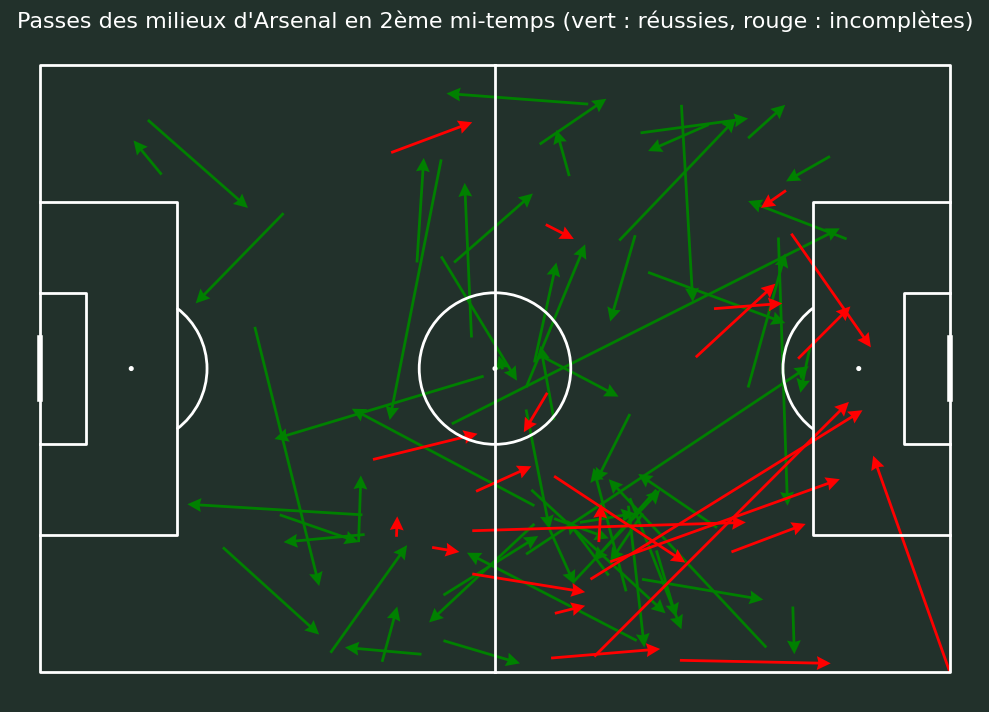 Passes des milieux d'Arsenal en 2ème mi-temps (vert : réussies, rouge : incomplètes)